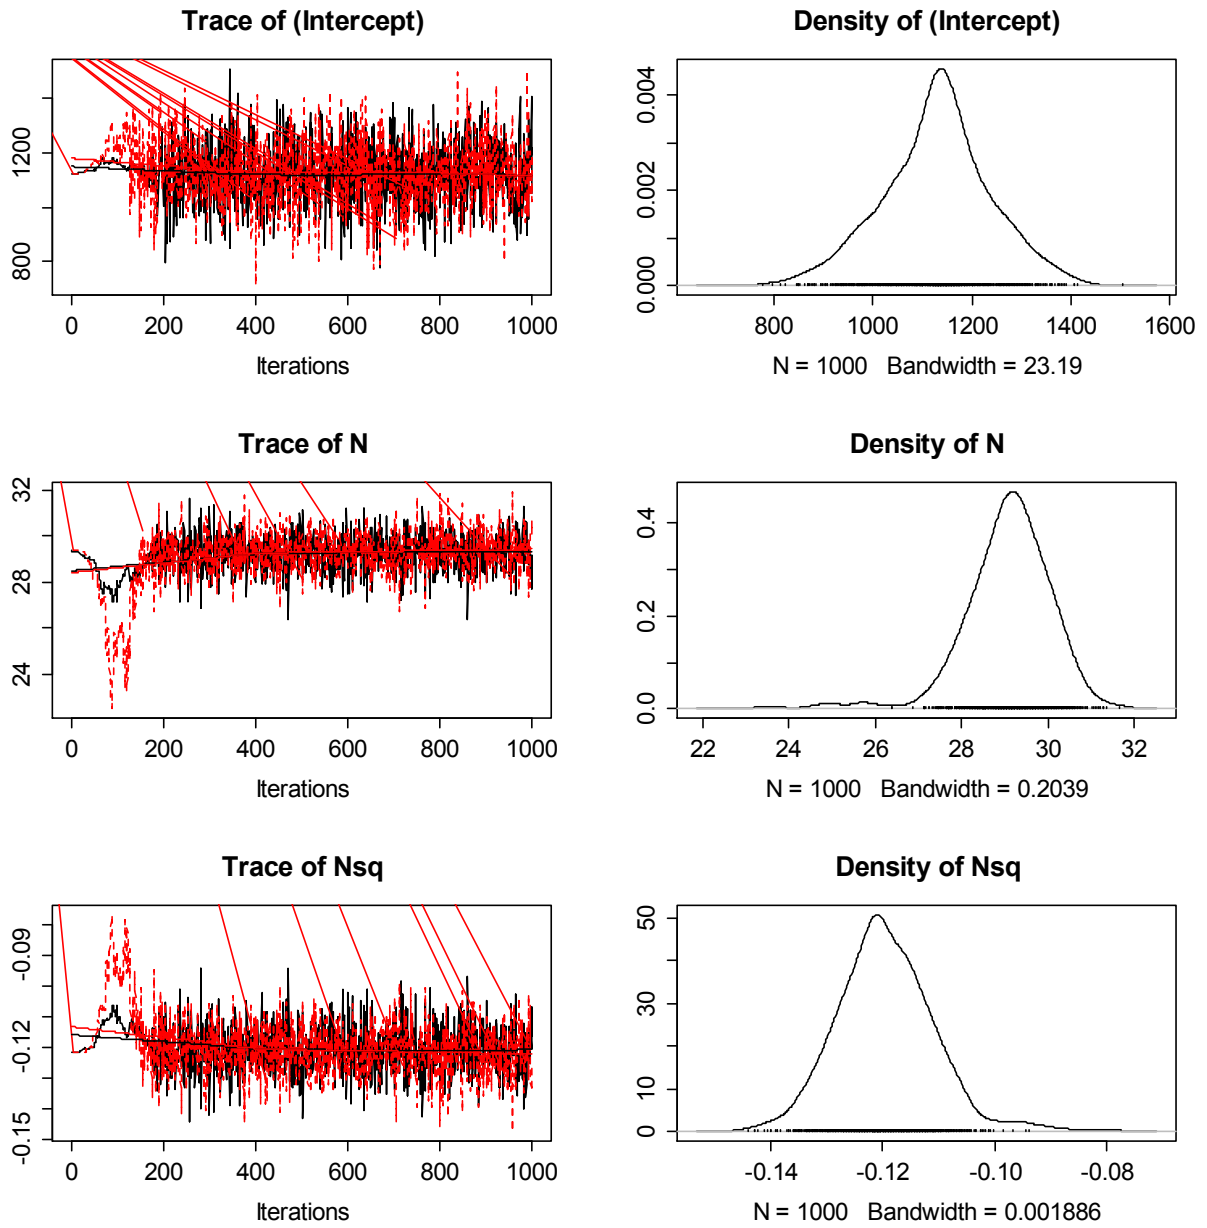 Trace of (Intercept)
800 1000 1200
0 200 400 600 800 1000
Iterations
Density of (Intercept)
0.000 0.002 0.004
800 1000 1200 1400 1600
N = 1000 Bandwidth = 23.19
Trace of N
24 28 32
0 200 400 600 800 1000
Iterations
Density of N
0.0 0.2 0.4
22 24 26 28 30 32
N = 1000 Bandwidth = 0.2039
Trace of Nsq
-0.15 -0.12 -0.09
0 200 400 600 800 1000
Iterations
Density of Nsq
0 10 30 50
-0.14 -0.12 -0.10 -0.08
N = 1000 Bandwidth = 0.001886